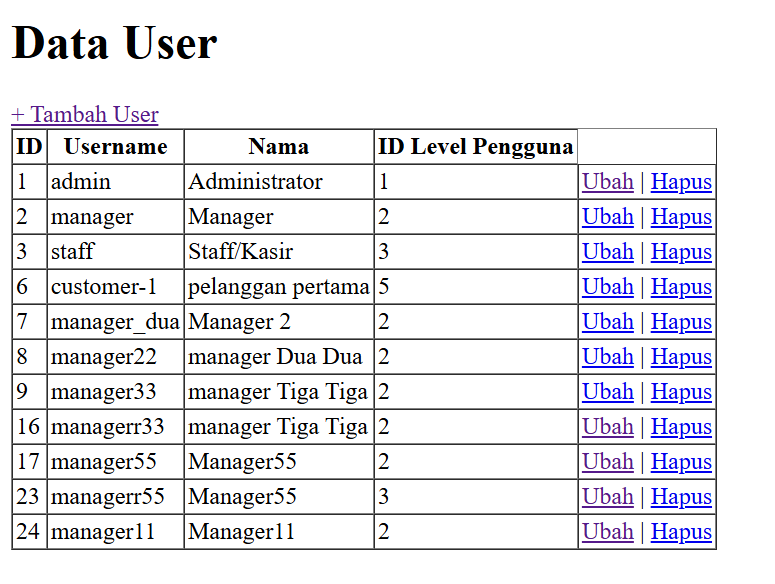 Data User
+ Tambah User
ID Username Nama ID Level Pengguna
1 admin Administrator 1 Ubah | Hapus
2 manager Manager 2 Ubah | Hapus
3 staff Staff/Kasir 3 Ubah | Hapus
6 customer-1 pelanggan pertama 5 Ubah | Hapus
7 manager_dua Manager 2 2 Ubah | Hapus
8 manager22 manager Dua Dua 2 Ubah | Hapus
9 manager33 manager Tiga Tiga 2 Ubah | Hapus
16 managerr33 manager Tiga Tiga 2 Ubah | Hapus
17 manager55 Manager55 2 Ubah | Hapus
23 managerr55 Manager55 3 Ubah | Hapus
24 manager11 Manager11 2 Ubah | Hapus